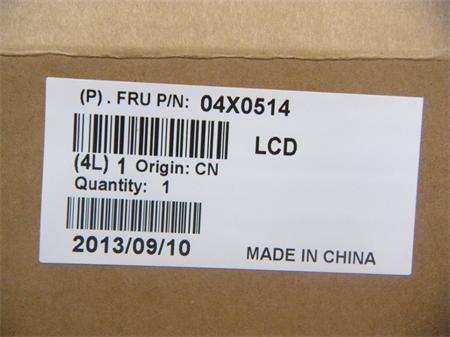 (P) . FRU P/N: 04X0514
LCD
(4L) 1 Origin: CN
Quantity: 1
2013/09/10
MADE IN CHINA